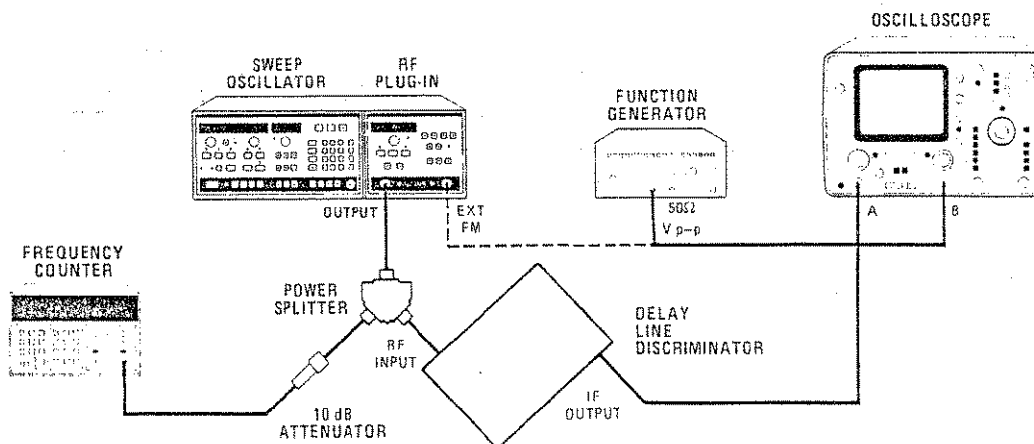 OSCILLOSCOPE
SWEEP
OSCILLATOR
RF
PLUG-IN
FUNCTION
GENERATOR
OUTPUT
EXT
FM
50Ω
V p-p
A
B
FREQUENCY
COUNTER
POWER
SPLITTER
RF
INPUT
DELAY
LINE
DISCRIMINATOR
IF
OUTPUT
10 dB
ATTENUATOR